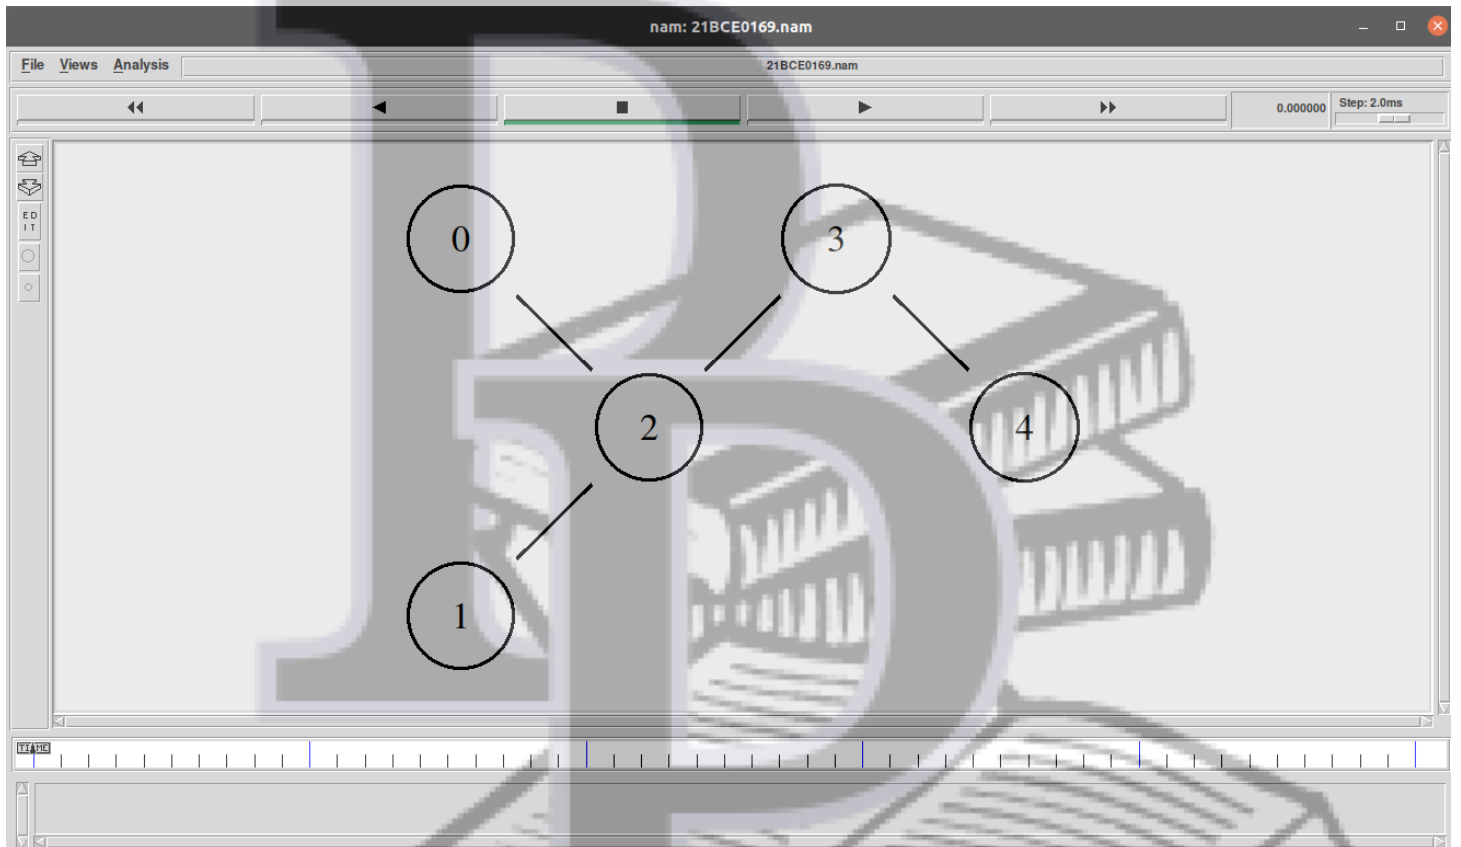 nam: 21BCE0169.nam
File Views Analysis 21BCE0169.nam
0.000000 Step: 2.0ms
E D
I T
0 3
2 4
1
TIME